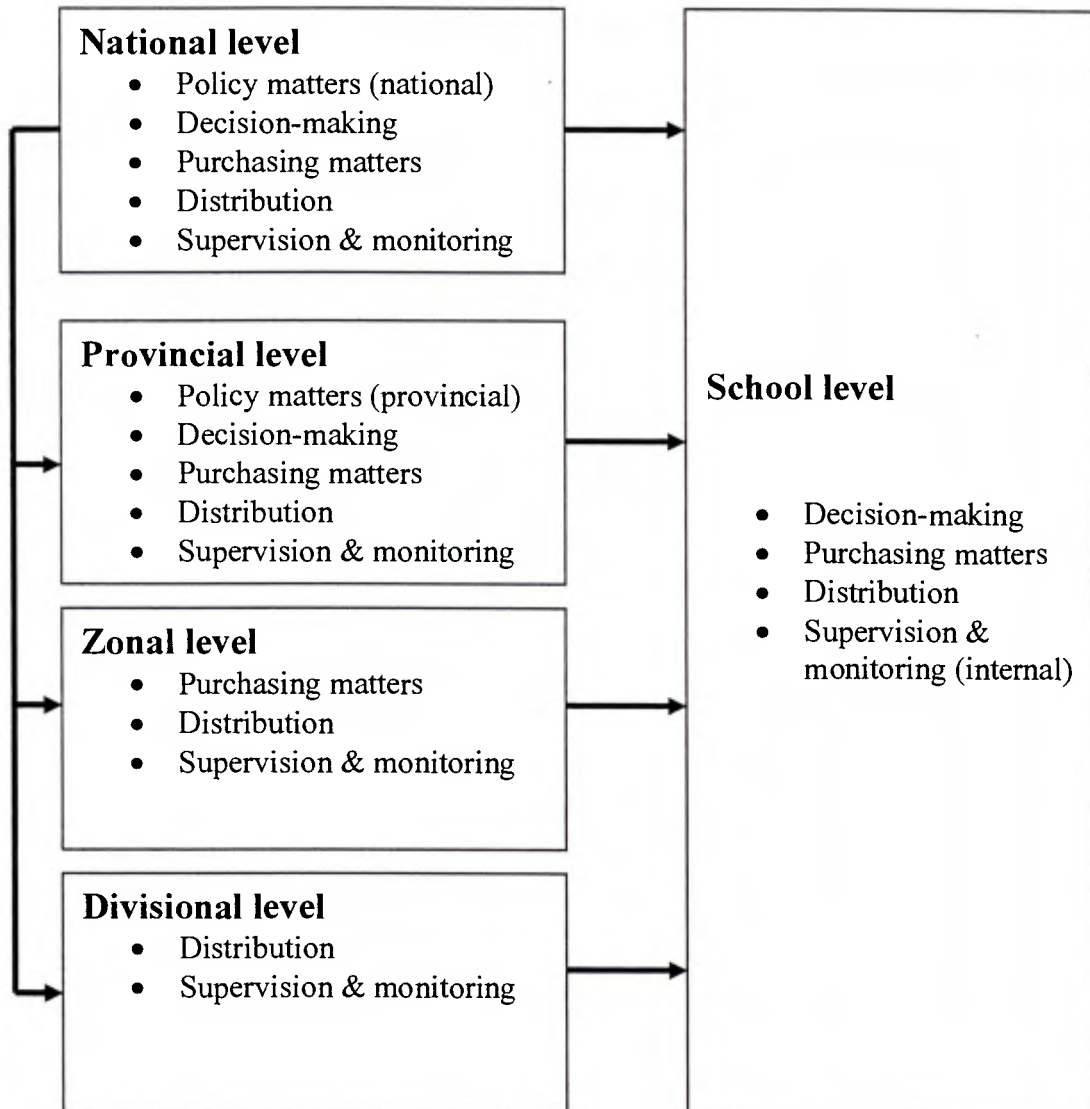 National level
• Policy matters (national)
• Decision-making
• Purchasing matters
• Distribution
• Supervision & monitoring
Provincial level
• Policy matters (provincial)
• Decision-making
• Purchasing matters
• Distribution
• Supervision & monitoring
Zonal level
• Purchasing matters
• Distribution
• Supervision & monitoring
Divisional level
• Distribution
• Supervision & monitoring
School level
• Decision-making
• Purchasing matters
• Distribution
• Supervision &
monitoring (internal)